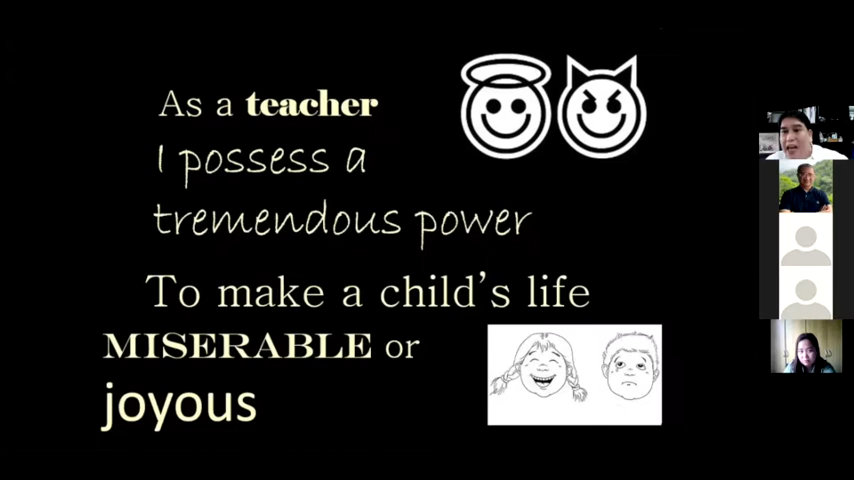 As a teacher
I possess a
tremendous power
To make a child's life
MISERABLE or
joyous